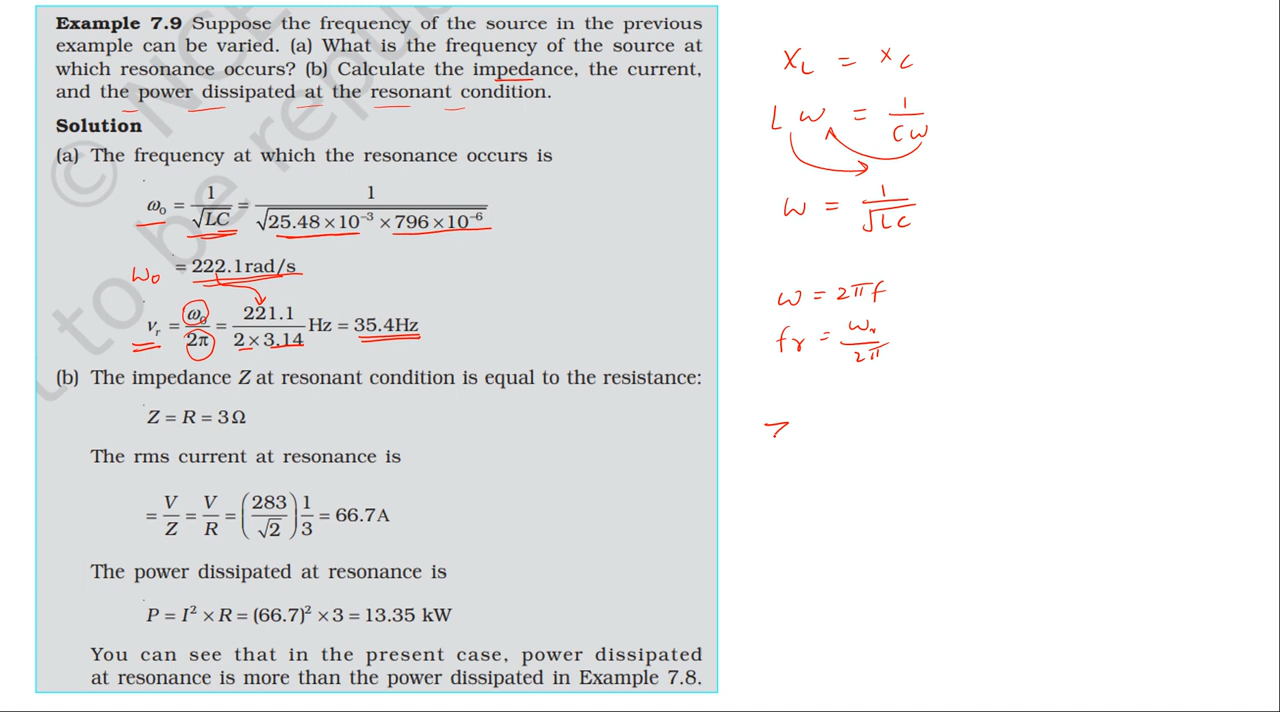 Example 7.9 Suppose the frequency of the source in the previous
example can be varied. (a) What is the frequency of the source at
which resonance occurs? (b) Calculate the impedance, the current,
and the power dissipated at the resonant condition.
Solution
(a) The frequency at which the resonance occurs is
ω₀ = 1/√LC = 1/√25.48 × 10⁻³ × 796 × 10⁻⁶
ω₀ = 222.1 rad/s
νᵣ = ω₀/2π = 221.1/2 × 3.14 Hz = 35.4Hz
(b) The impedance Z at resonant condition is equal to the resistance:
Z = R = 3Ω
The rms current at resonance is
= V/Z = V/R = (283/√2) 1/3 = 66.7A
The power dissipated at resonance is
P = I² × R = (66.7)² × 3 = 13.35 kW
You can see that in the present case, power dissipated
at resonance is more than the power dissipated in Example 7.8.
X_L = X_C
Lω = 1/Cω
ω = 1/√LC
ω = 2πf
fᵣ = ωᵣ/2π